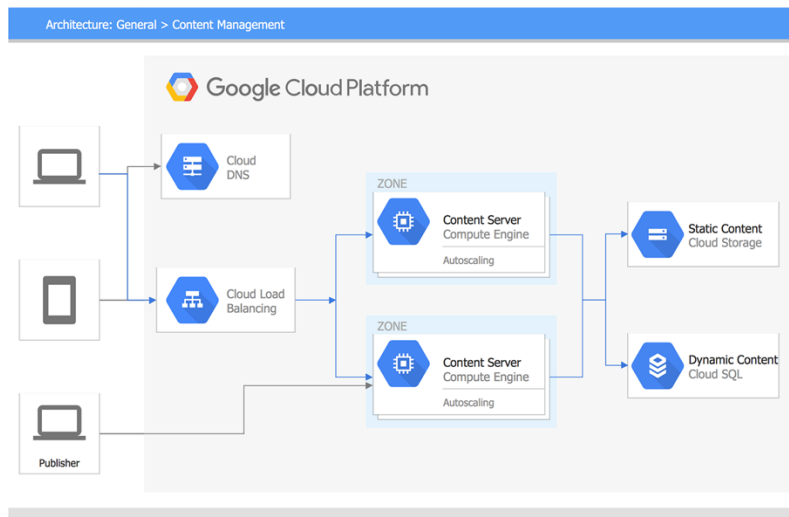 Architecture: General > Content Management
Google Cloud Platform
Cloud
DNS
ZONE
Content Server
Compute Engine
Autoscaling
Static Content
Cloud Storage
Cloud Load
Balancing
ZONE
Content Server
Compute Engine
Autoscaling
Dynamic Content
Cloud SQL
Publisher